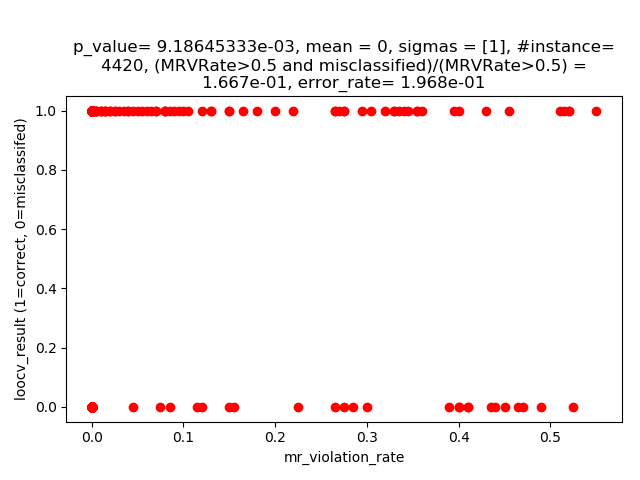 p_value= 9.18645333e-03, mean = 0, sigmas = [1], #instance=
4420, (MRVRate>0.5 and misclassified)/(MRVRate>0.5) =
1.667e-01, error_rate= 1.968e-01
loocv_result (1=correct, 0=misclassifed)
1.0
0.8
0.6
0.4
0.2
0.0
0.0 0.1 0.2 0.3 0.4 0.5
mr_violation_rate